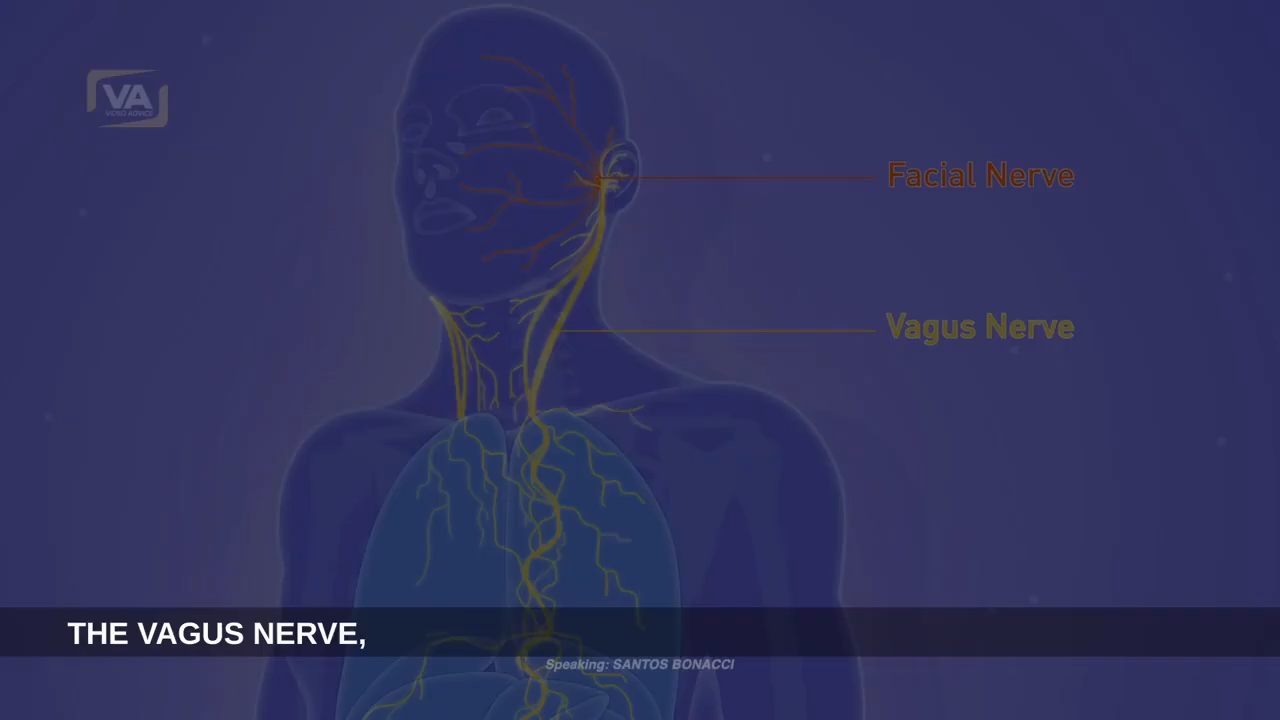 VA
VIDEO ADVICE
Facial Nerve
Vagus Nerve
THE VAGUS NERVE,
Speaking: SANTOS BONACCI